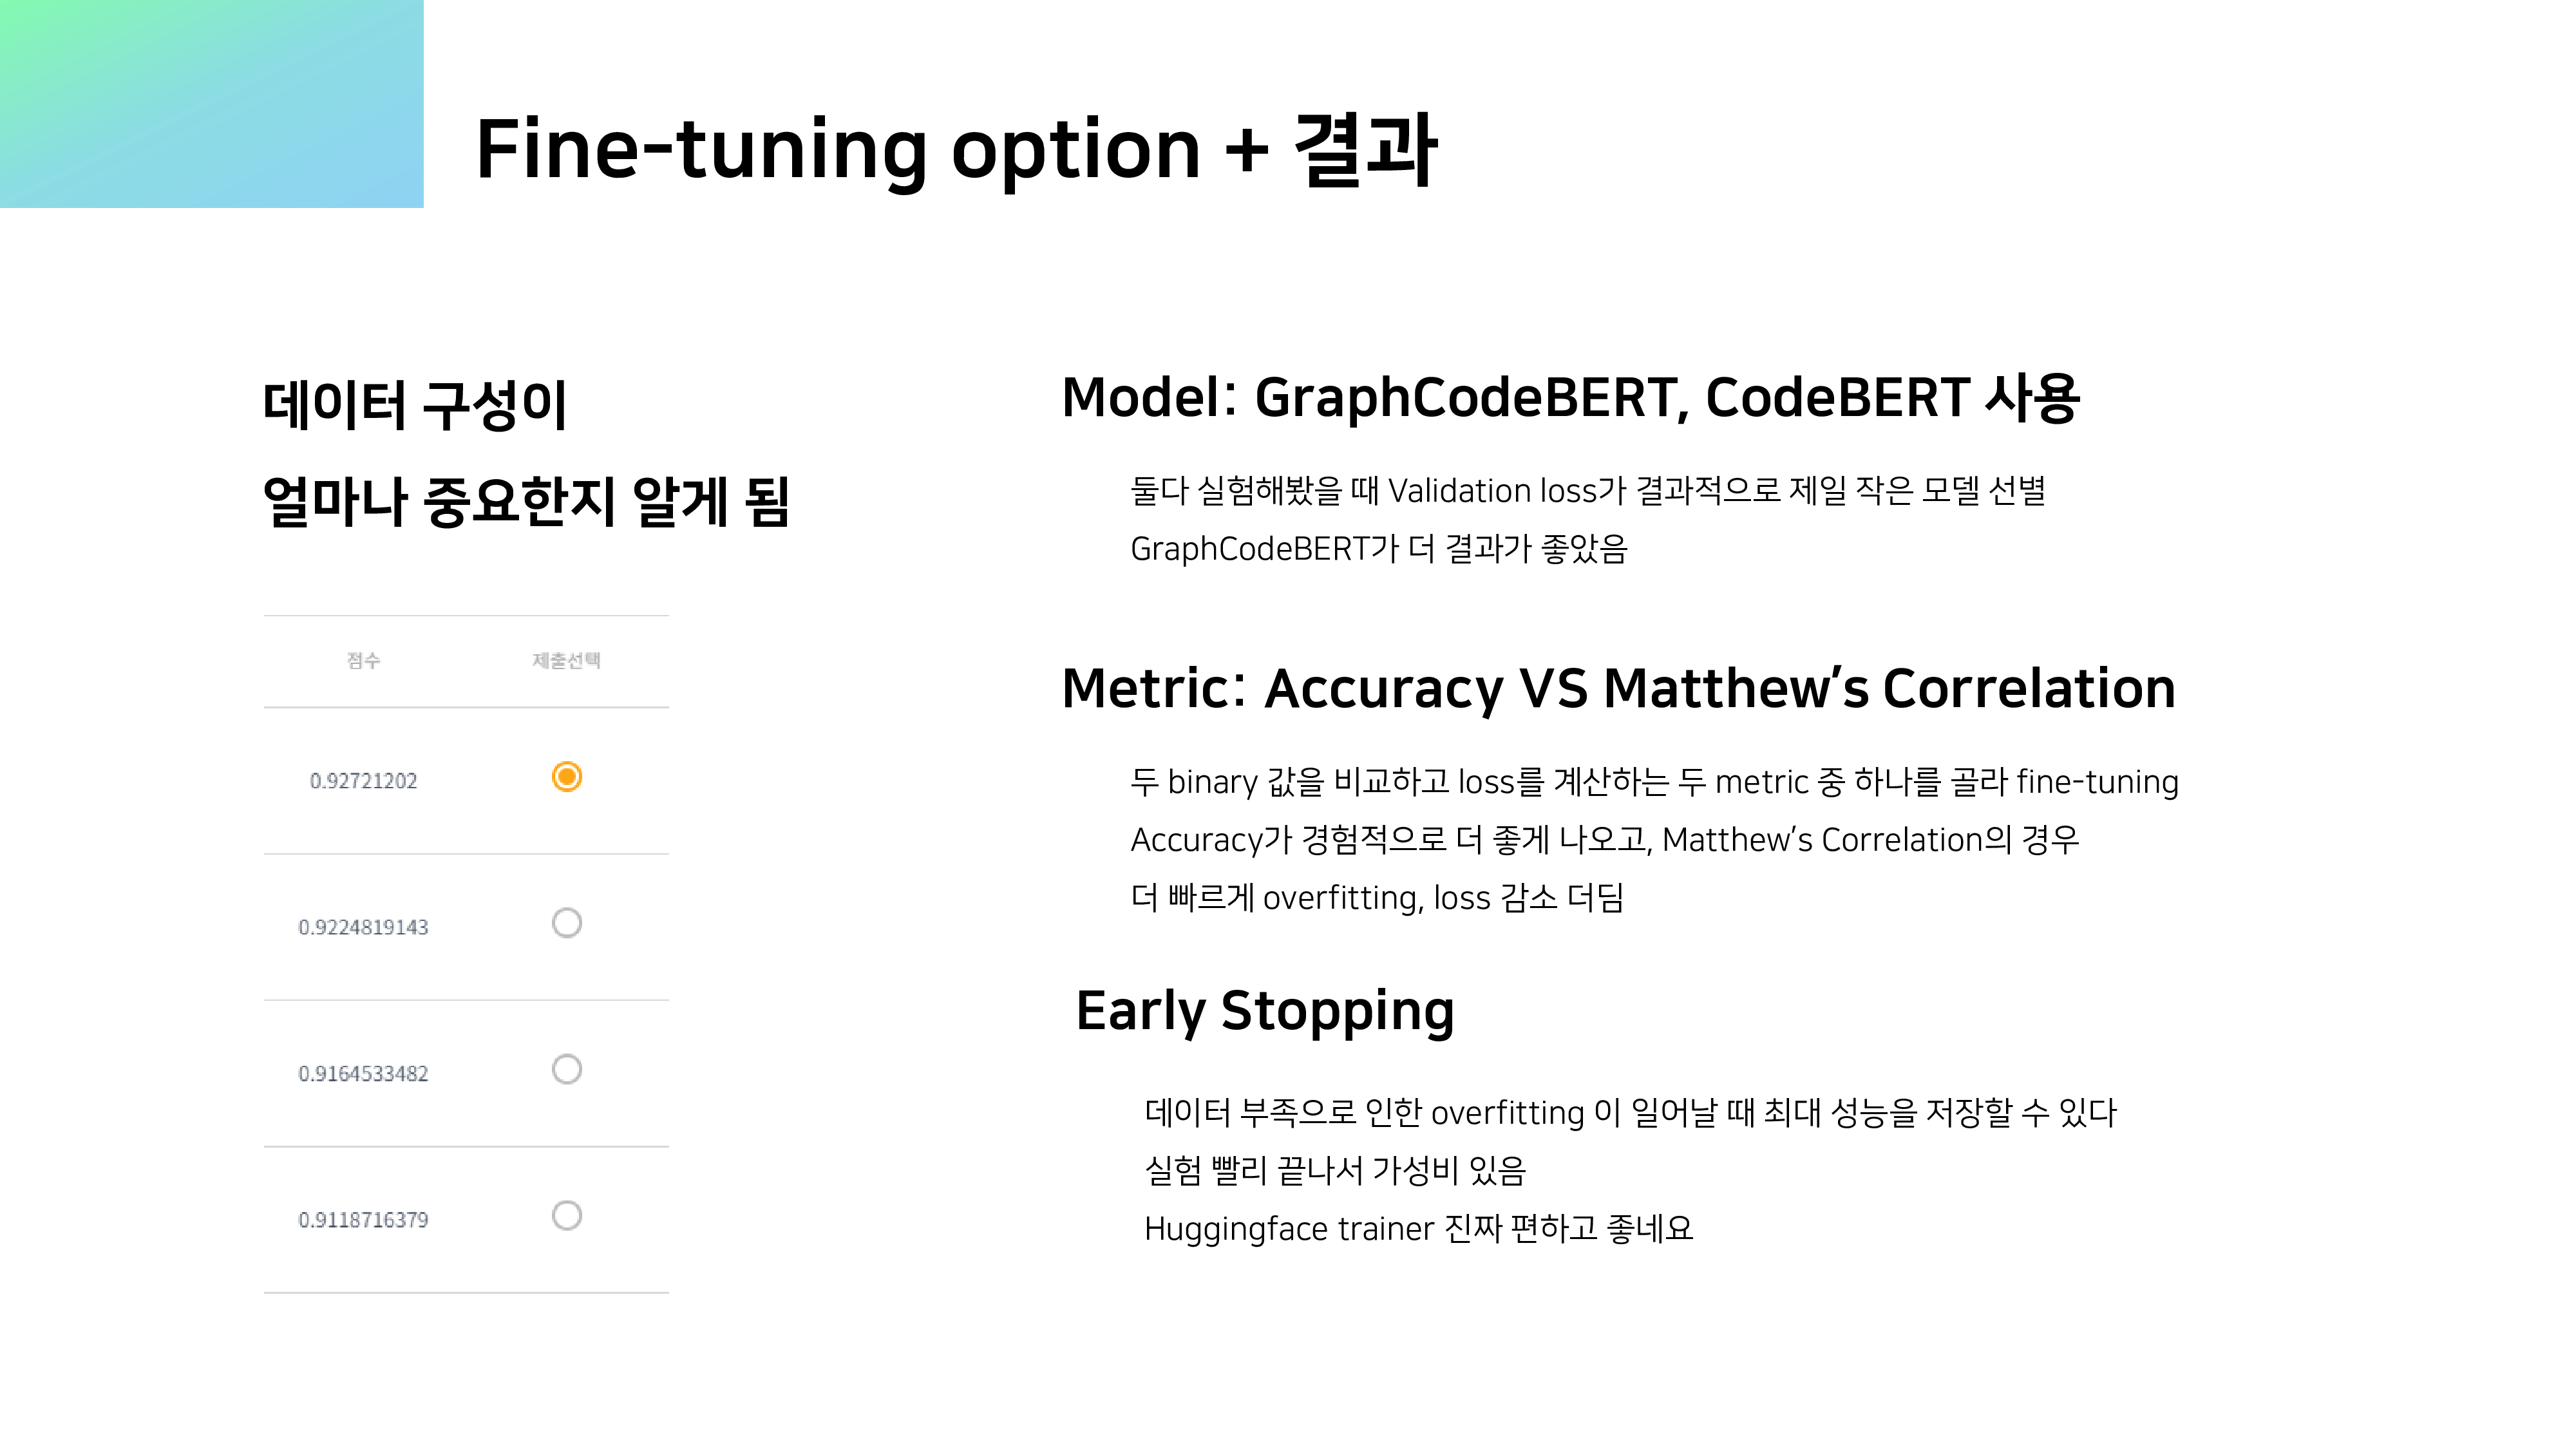 Fine-tuning option + 결과
데이터 구성이
얼마나 중요한지 알게 됨
점수 제출선택
0.92721202
0.9224819143
0.9164533482
0.9118716379
Model: GraphCodeBERT, CodeBERT 사용
둘다 실험해봤을 때 Validation loss가 결과적으로 제일 작은 모델 선별
GraphCodeBERT가 더 결과가 좋았음
Metric: Accuracy VS Matthew’s Correlation
두 binary 값을 비교하고 loss를 계산하는 두 metric 중 하나를 골라 fine-tuning
Accuracy가 경험적으로 더 좋게 나오고, Matthew’s Correlation의 경우
더 빠르게 overfitting, loss 감소 더딤
Early Stopping
데이터 부족으로 인한 overfitting 이 일어날 때 최대 성능을 저장할 수 있다
실험 빨리 끝나서 가성비 있음
Huggingface trainer 진짜 편하고 좋네요